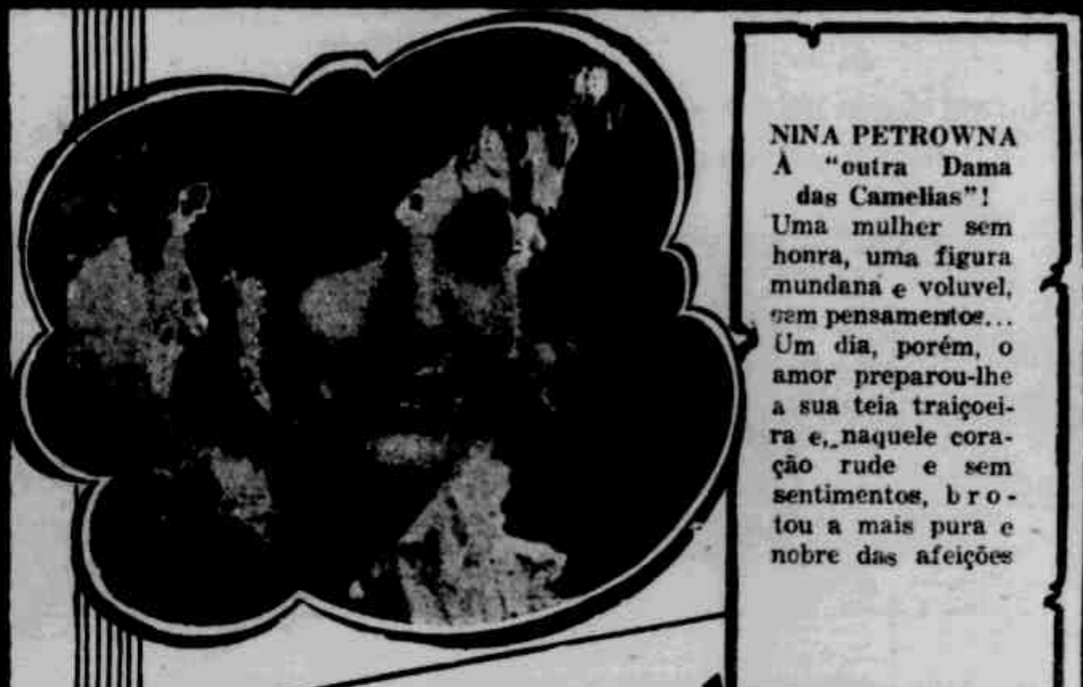 NINA PETROWNA
À "outra Dama
das Camelias"!
Uma mulher sem
honra, uma figura
mundana e voluvel,
sem pensamentos...
Um dia, porém, o
amor preparou-lhe
a sua teia traiçoei-
ra e, naquele cora-
ção rude e sem
sentimentos, bro-
tou a mais pura e
nobre das afeições